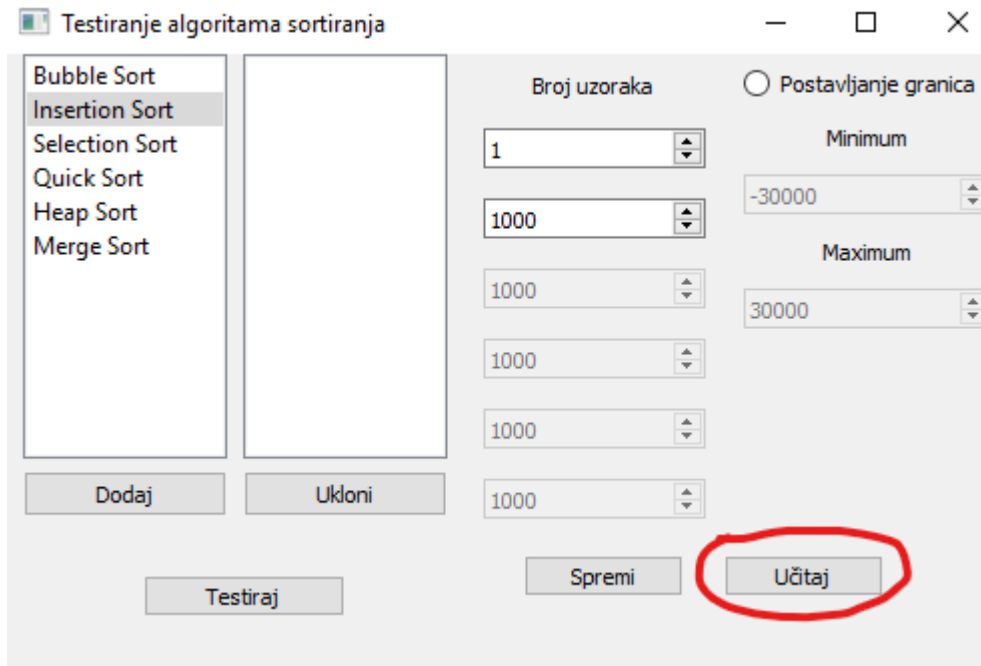 Testiranje algoritama sortiranja
Bubble Sort
Insertion Sort
Selection Sort
Quick Sort
Heap Sort
Merge Sort
Dodaj
Ukloni
Testiraj
Broj uzoraka
1
1000
1000
1000
1000
1000
Spremi
Učitaj
Postavljanje granica
Minimum
-30000
Maximum
30000